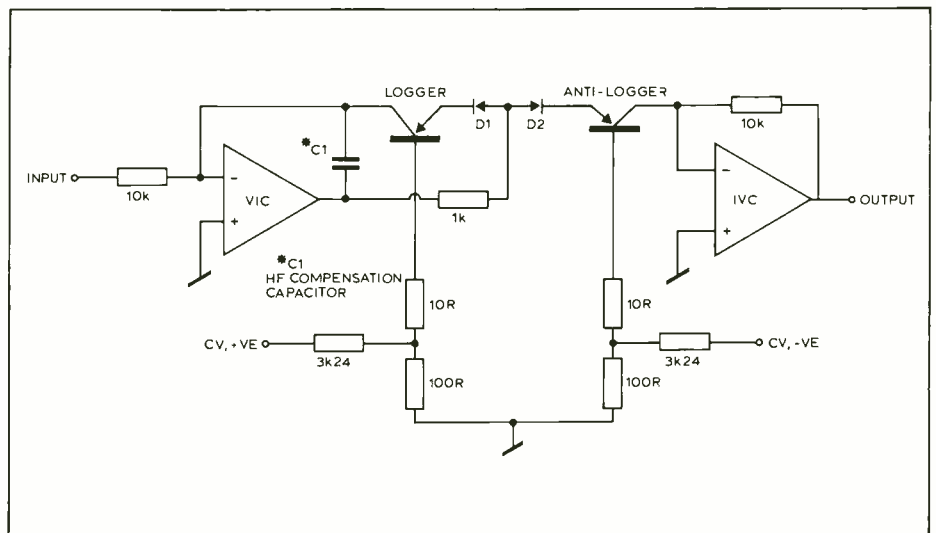 LOGGER
ANTI-LOGGER
D1
D2
10k
*C1
INPUT
10k
-
+
VIC
1k
-
+
IVC
OUTPUT
*C1
HF COMPENSATION
CAPACITOR
10R
10R
CV, +VE
3k24
3k24
CV, -VE
100R
100R